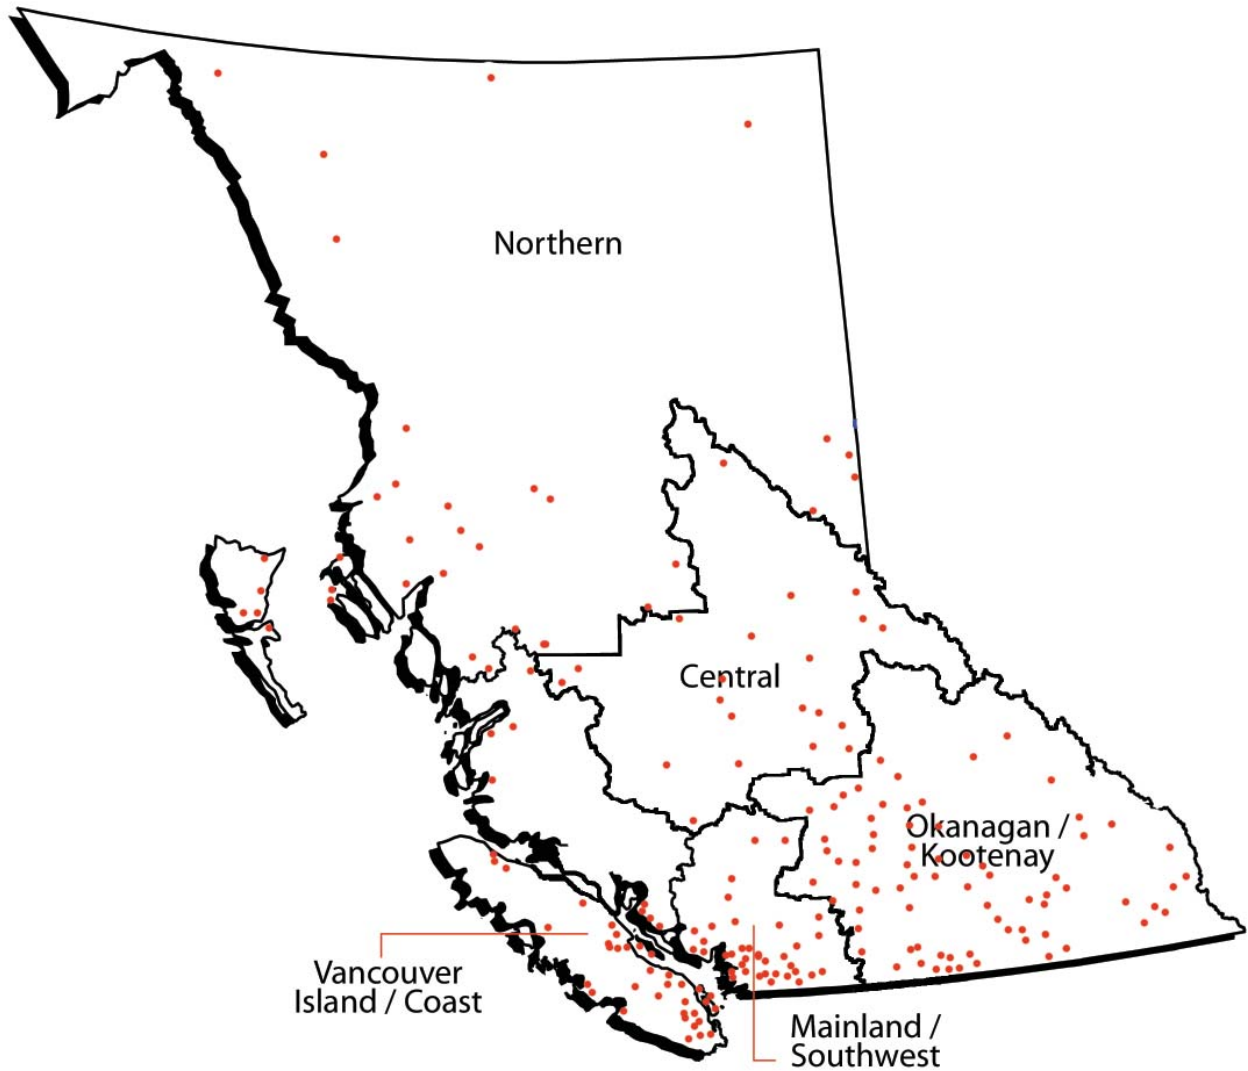 Northern
Central
Okanagan /
Kootenay
Vancouver
Island / Coast
Mainland /
Southwest